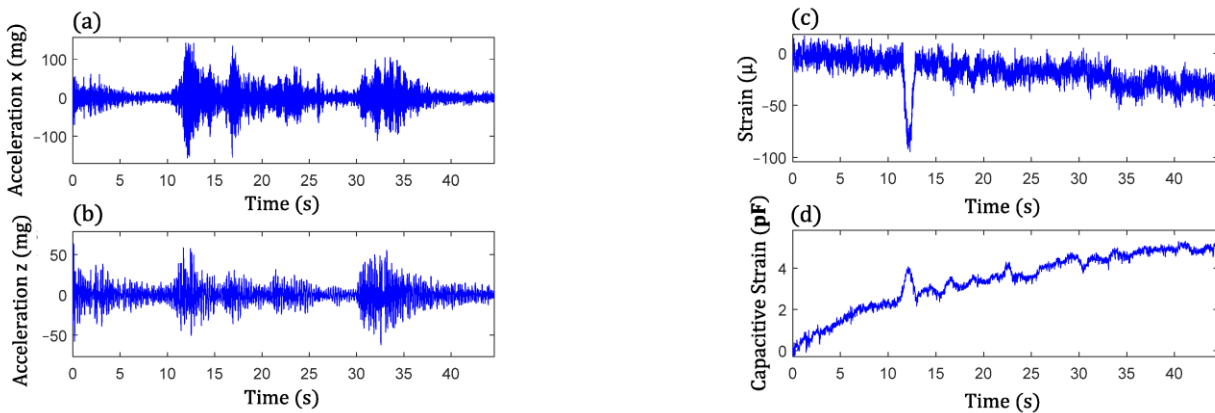 (a)
Acceleration x (mg)
100
0
−100
0 5 10 15 20 25 30 35 40
Time (s)
(b)
Acceleration z (mg)
50
0
−50
0 5 10 15 20 25 30 35 40
Time (s)
(c)
Strain (μ)
0
−50
−100
0 5 10 15 20 25 30 35 40
Time (s)
(d)
Capacitive Strain (pF)
4
2
0
0 5 10 15 20 25 30 35 40
Time (s)